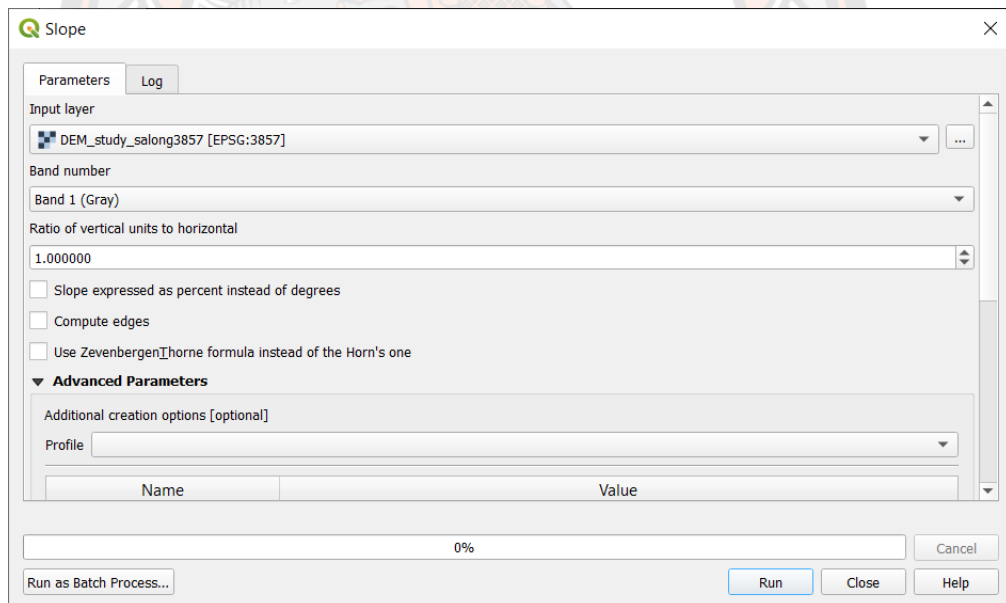 Slope
Parameters Log
Input layer
DEM_study_salong3857 [EPSG:3857]
...
Band number
Band 1 (Gray)
Ratio of vertical units to horizontal
1.000000
Slope expressed as percent instead of degrees
Compute edges
Use ZevenbergenThorne formula instead of the Horn's one
Advanced Parameters
Additional creation options [optional]
Profile
Name Value
0% Cancel
Run as Batch Process... Run Close Help